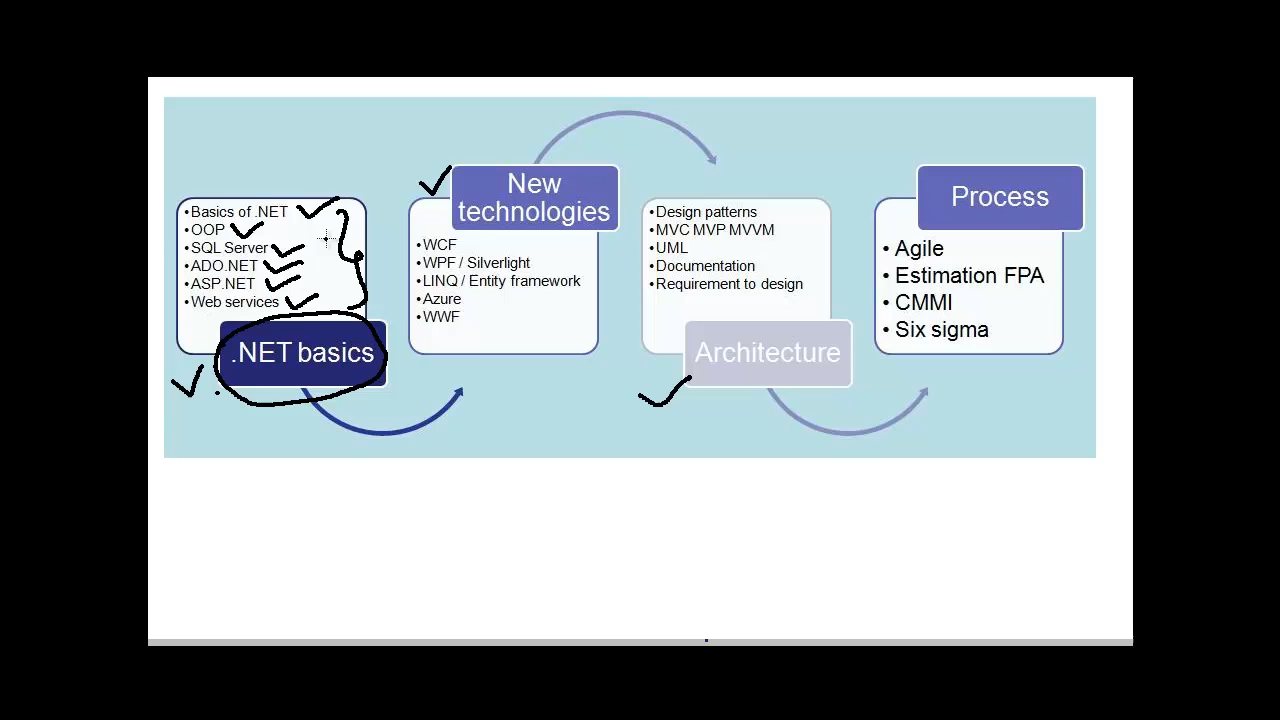 •Basics of .NET
•OOP
•SQL Server
•ADO.NET
•ASP.NET
•Web services
.NET basics
New
technologies
•WCF
•WPF / Silverlight
•LINQ / Entity framework
•Azure
•WWF
•Design patterns
•MVC MVP MVVM
•UML
•Documentation
•Requirement to design
Architecture
Process
• Agile
• Estimation FPA
• CMMI
• Six sigma